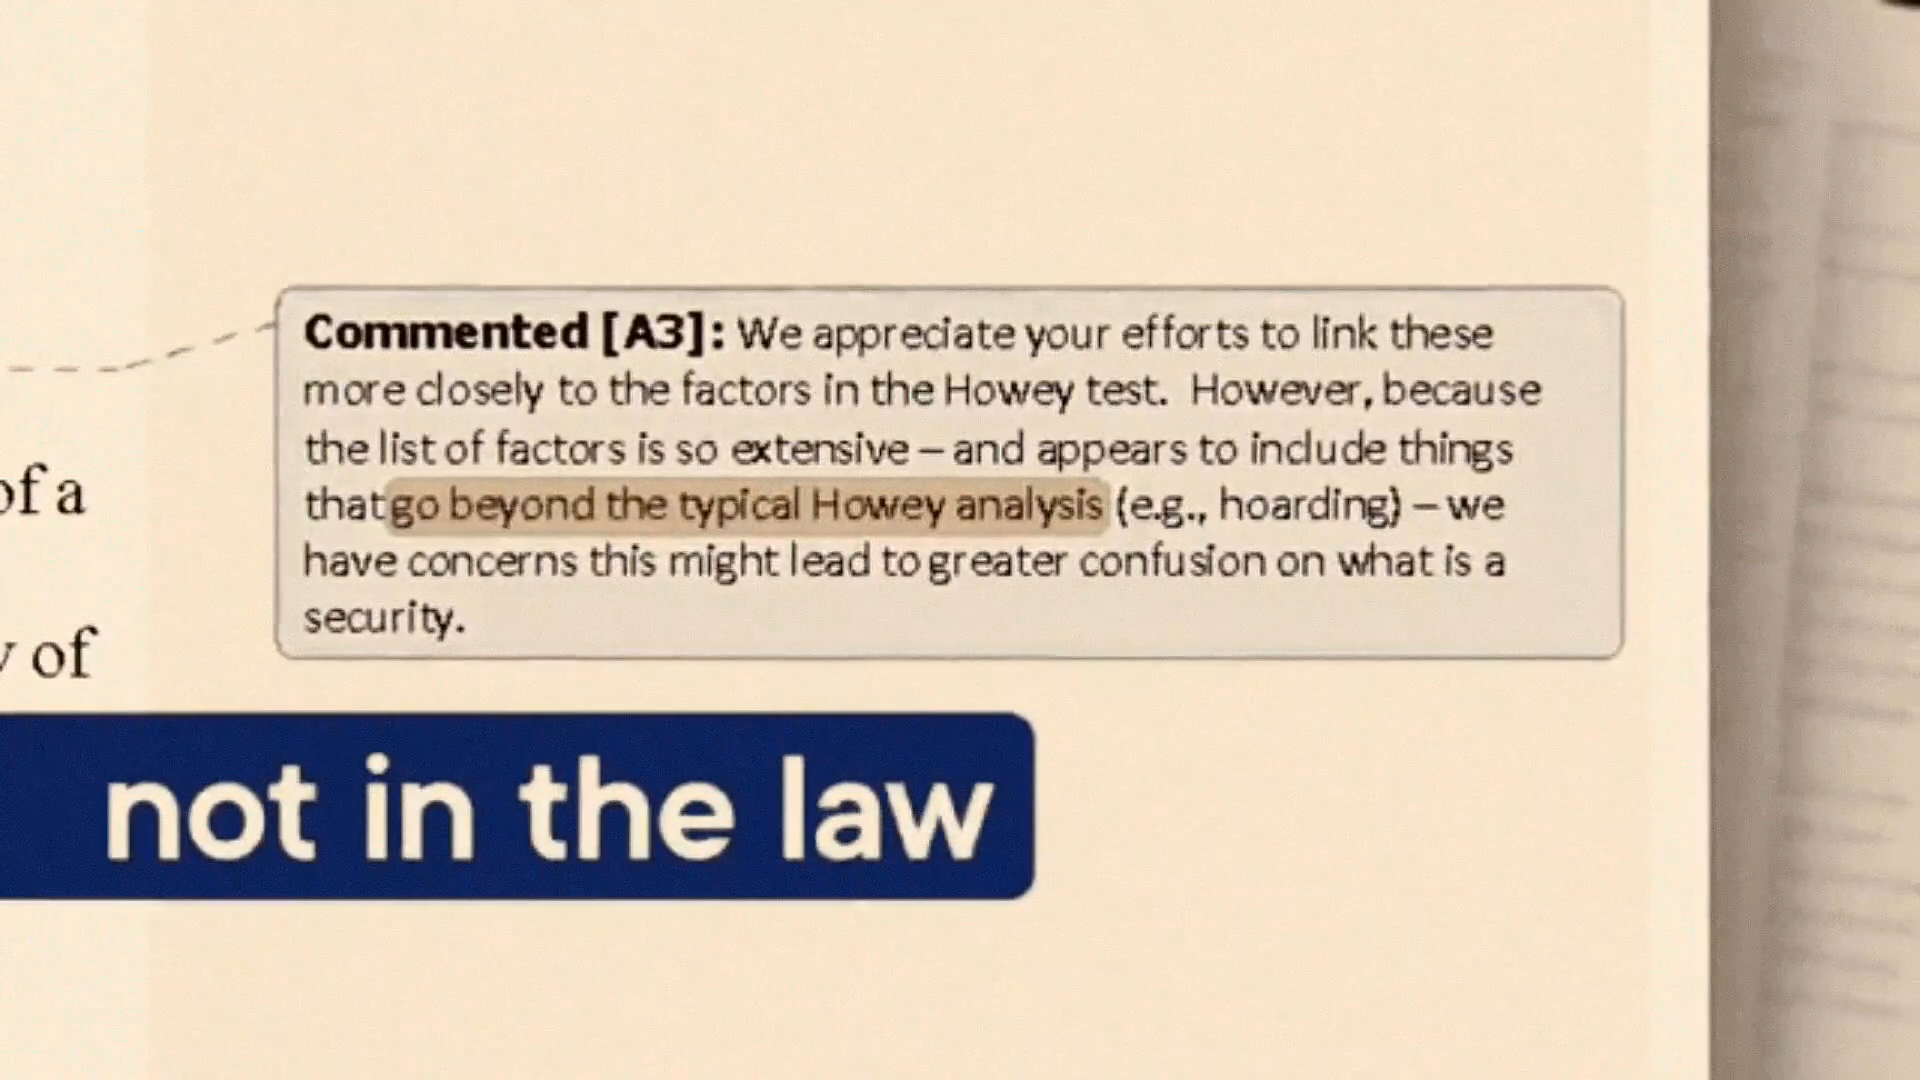 Commented [A3]: We appreciate your efforts to link these
more closely to the factors in the Howey test.  However, because
the list of factors is so extensive – and appears to include things
that go beyond the typical Howey analysis (e.g., hoarding) – we
have concerns this might lead to greater confusion on what is a
security.
of a
of
not in the law